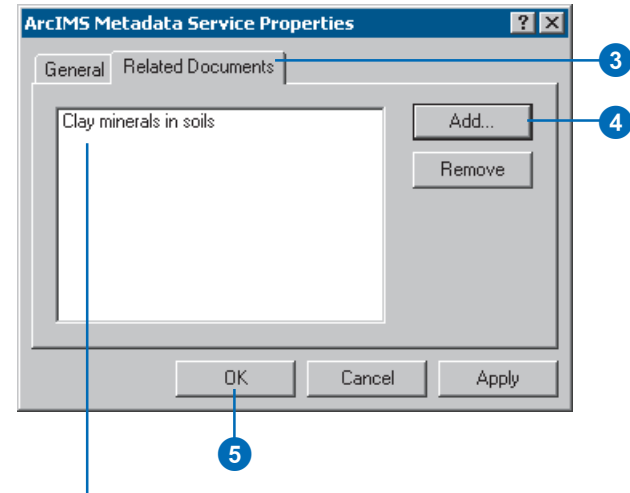 ArcIMS Metadata Service Properties
General Related Documents
3
Clay minerals in soils
Add...
4
Remove
OK Cancel Apply
5